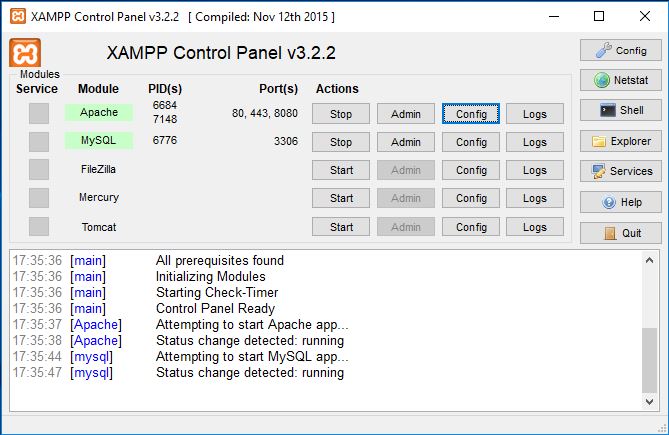 XAMPP Control Panel v3.2.2 [ Compiled: Nov 12th 2015 ]
XAMPP Control Panel v3.2.2
Config
Modules
Service Module PID(s) Port(s) Actions
Netstat
Apache 6684 7148 80, 443, 8080 Stop Admin Config Logs
Shell
MySQL 6776 3306 Stop Admin Config Logs
Explorer
FileZilla Start Admin Config Logs
Services
Mercury Start Admin Config Logs
Help
Tomcat Start Admin Config Logs
Quit
17:35:36 [main] All prerequisites found
17:35:36 [main] Initializing Modules
17:35:36 [main] Starting Check-Timer
17:35:36 [main] Control Panel Ready
17:35:37 [Apache] Attempting to start Apache app...
17:35:38 [Apache] Status change detected: running
17:35:44 [mysql] Attempting to start MySQL app...
17:35:47 [mysql] Status change detected: running